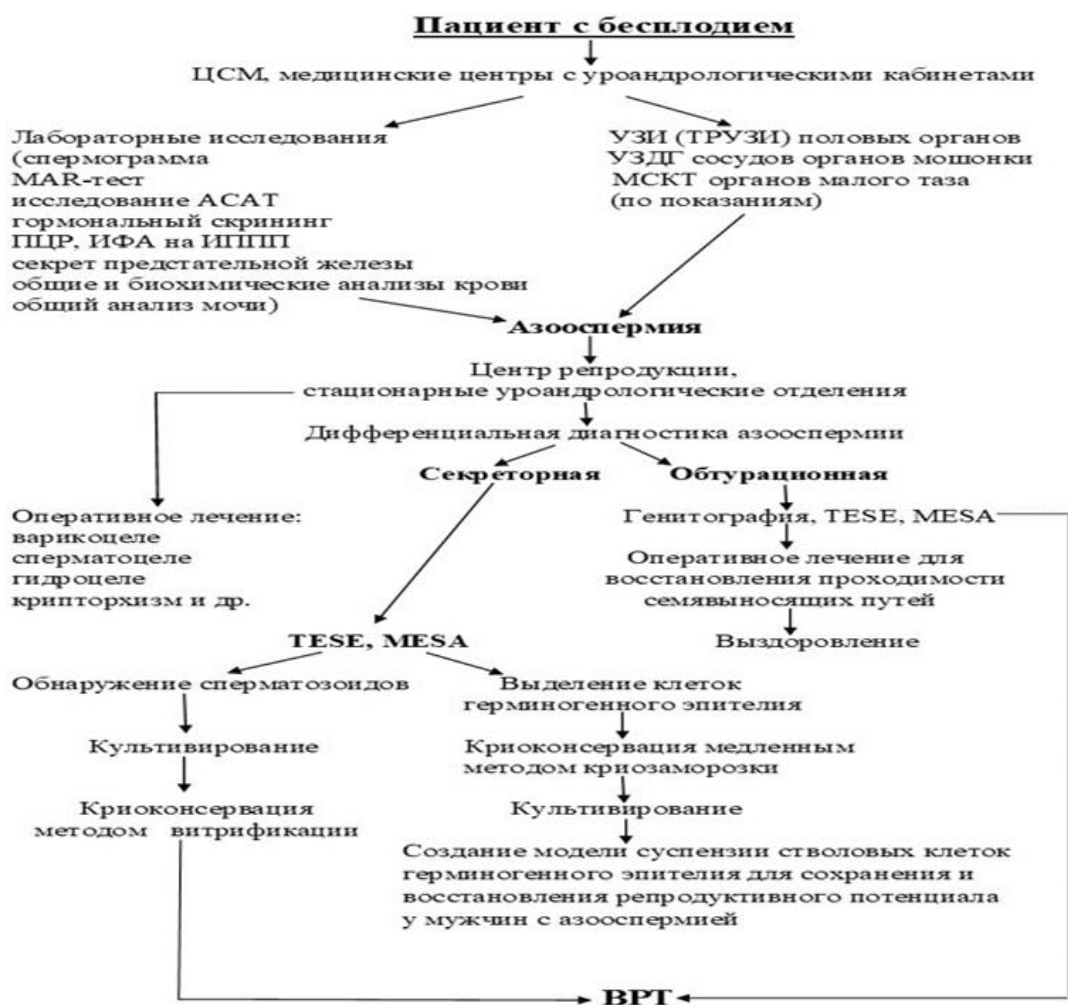 Пациент с бесплодием
ЦСМ, медицинские центры с уроандрологическими кабинетами
Лабораторные исследования
(спермограмма
MAR-тест
исследование АСАТ
гормональный скрининг
ПЦР, ИФА на ИППП
секрет предстательной железы
общие и биохимические анализы крови
общий анализ мочи)
УЗИ (ТРУЗИ) половых органов
УЗДГ сосудов органов мошонки
МСКТ органов малого таза
(по показаниям)
Азооспермия
Центр репродукции,
стационарные уроандрологические отделения
Дифференциальная диагностика азооспермии
Секреторная
Обтурационная
Оперативное лечение:
варикоцеле
сперматоцеле
гидроцеле
крипторхизм и др.
Генитография, TESE, MESA
Оперативное лечение для
восстановления проходимости
семявыносящих путей
Выздоровление
TESE, MESA
Обнаружение сперматозоидов
Культивирование
Криоконсервация
методом витрификации
Выделение клеток
герминогенного эпителия
Криоконсервация медленным
методом криозаморозки
Культивирование
Создание модели суспензии стволовых клеток
герминогенного эпителия для сохранения и
восстановления репродуктивного потенциала
у мужчин с азооспермией
ВРТ